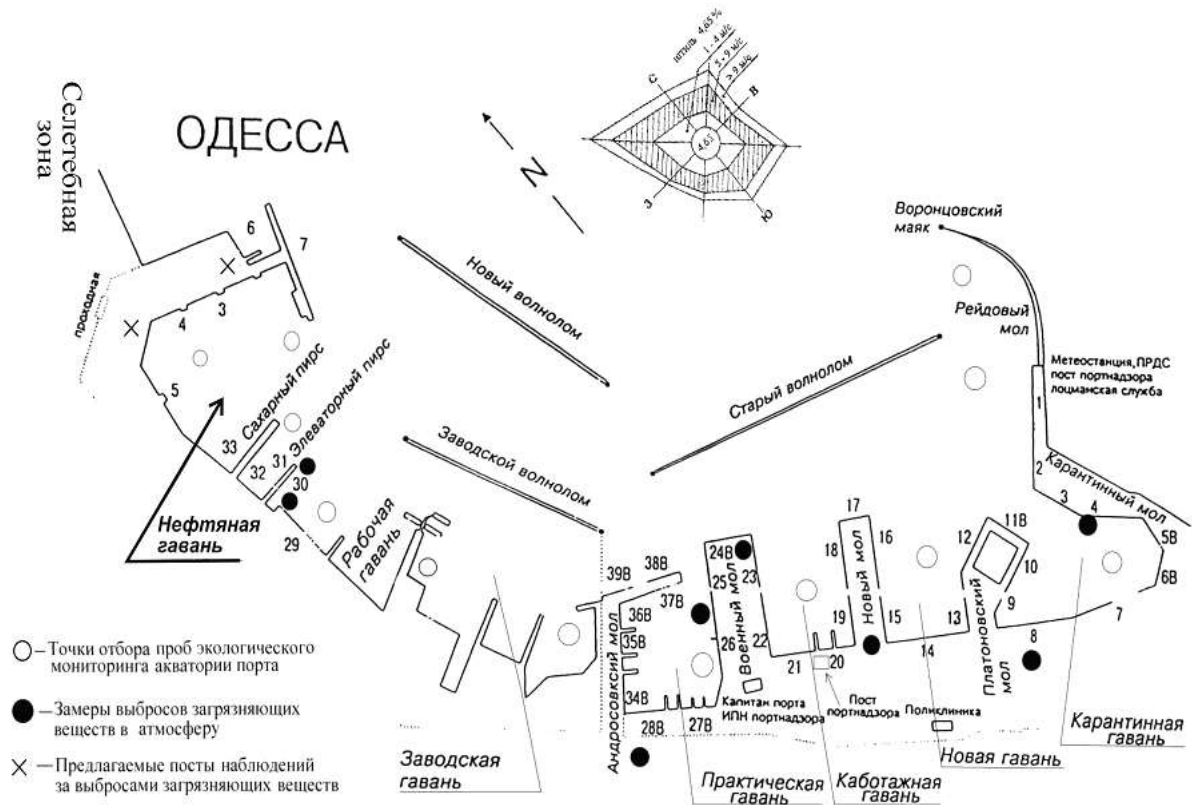 штиль 4,65%
1 - 4 м/с
5 - 9 м/с
> 9 м/с
С
В
4,65
З
Ю
Селетебная
зона
ОДЕССА
N
Воронцовский
маяк
Рейдовый
мол
Новый волнолом
Старый волнолом
Заводской волнолом
проходная
6
7
3
4
5
33
32
31
30
29
Сахарный пирс
Элеваторный пирс
Нефтяная
гавань
Рабочая
гавань
Метеостанция, ПРДС
пост портнадзора
лоцманская служба
1
2
3
4
Карантинный мол
5В
6В
7
8
9
10
11В
12
13
14
15
16
17
18
19
20
21
22
23
24В
25
26
27В
28В
34В
35В
36В
37В
38В
39В
Андросовксий мол
Военный мол
Новый мол
Платоновский
мол
Капитан порта
ИПН портнадзора
Пост
портнадзора
Поликлиника
Заводская
гавань
Практическая
гавань
Каботажная
гавань
Новая гавань
Карантинная
гавань
– Точки отбора проб экологического
мониторинга акватории порта
– Замеры выбросов загрязняющих
веществ в атмосферу
– Предлагаемые посты наблюдений
за выбросами загрязняющих веществ